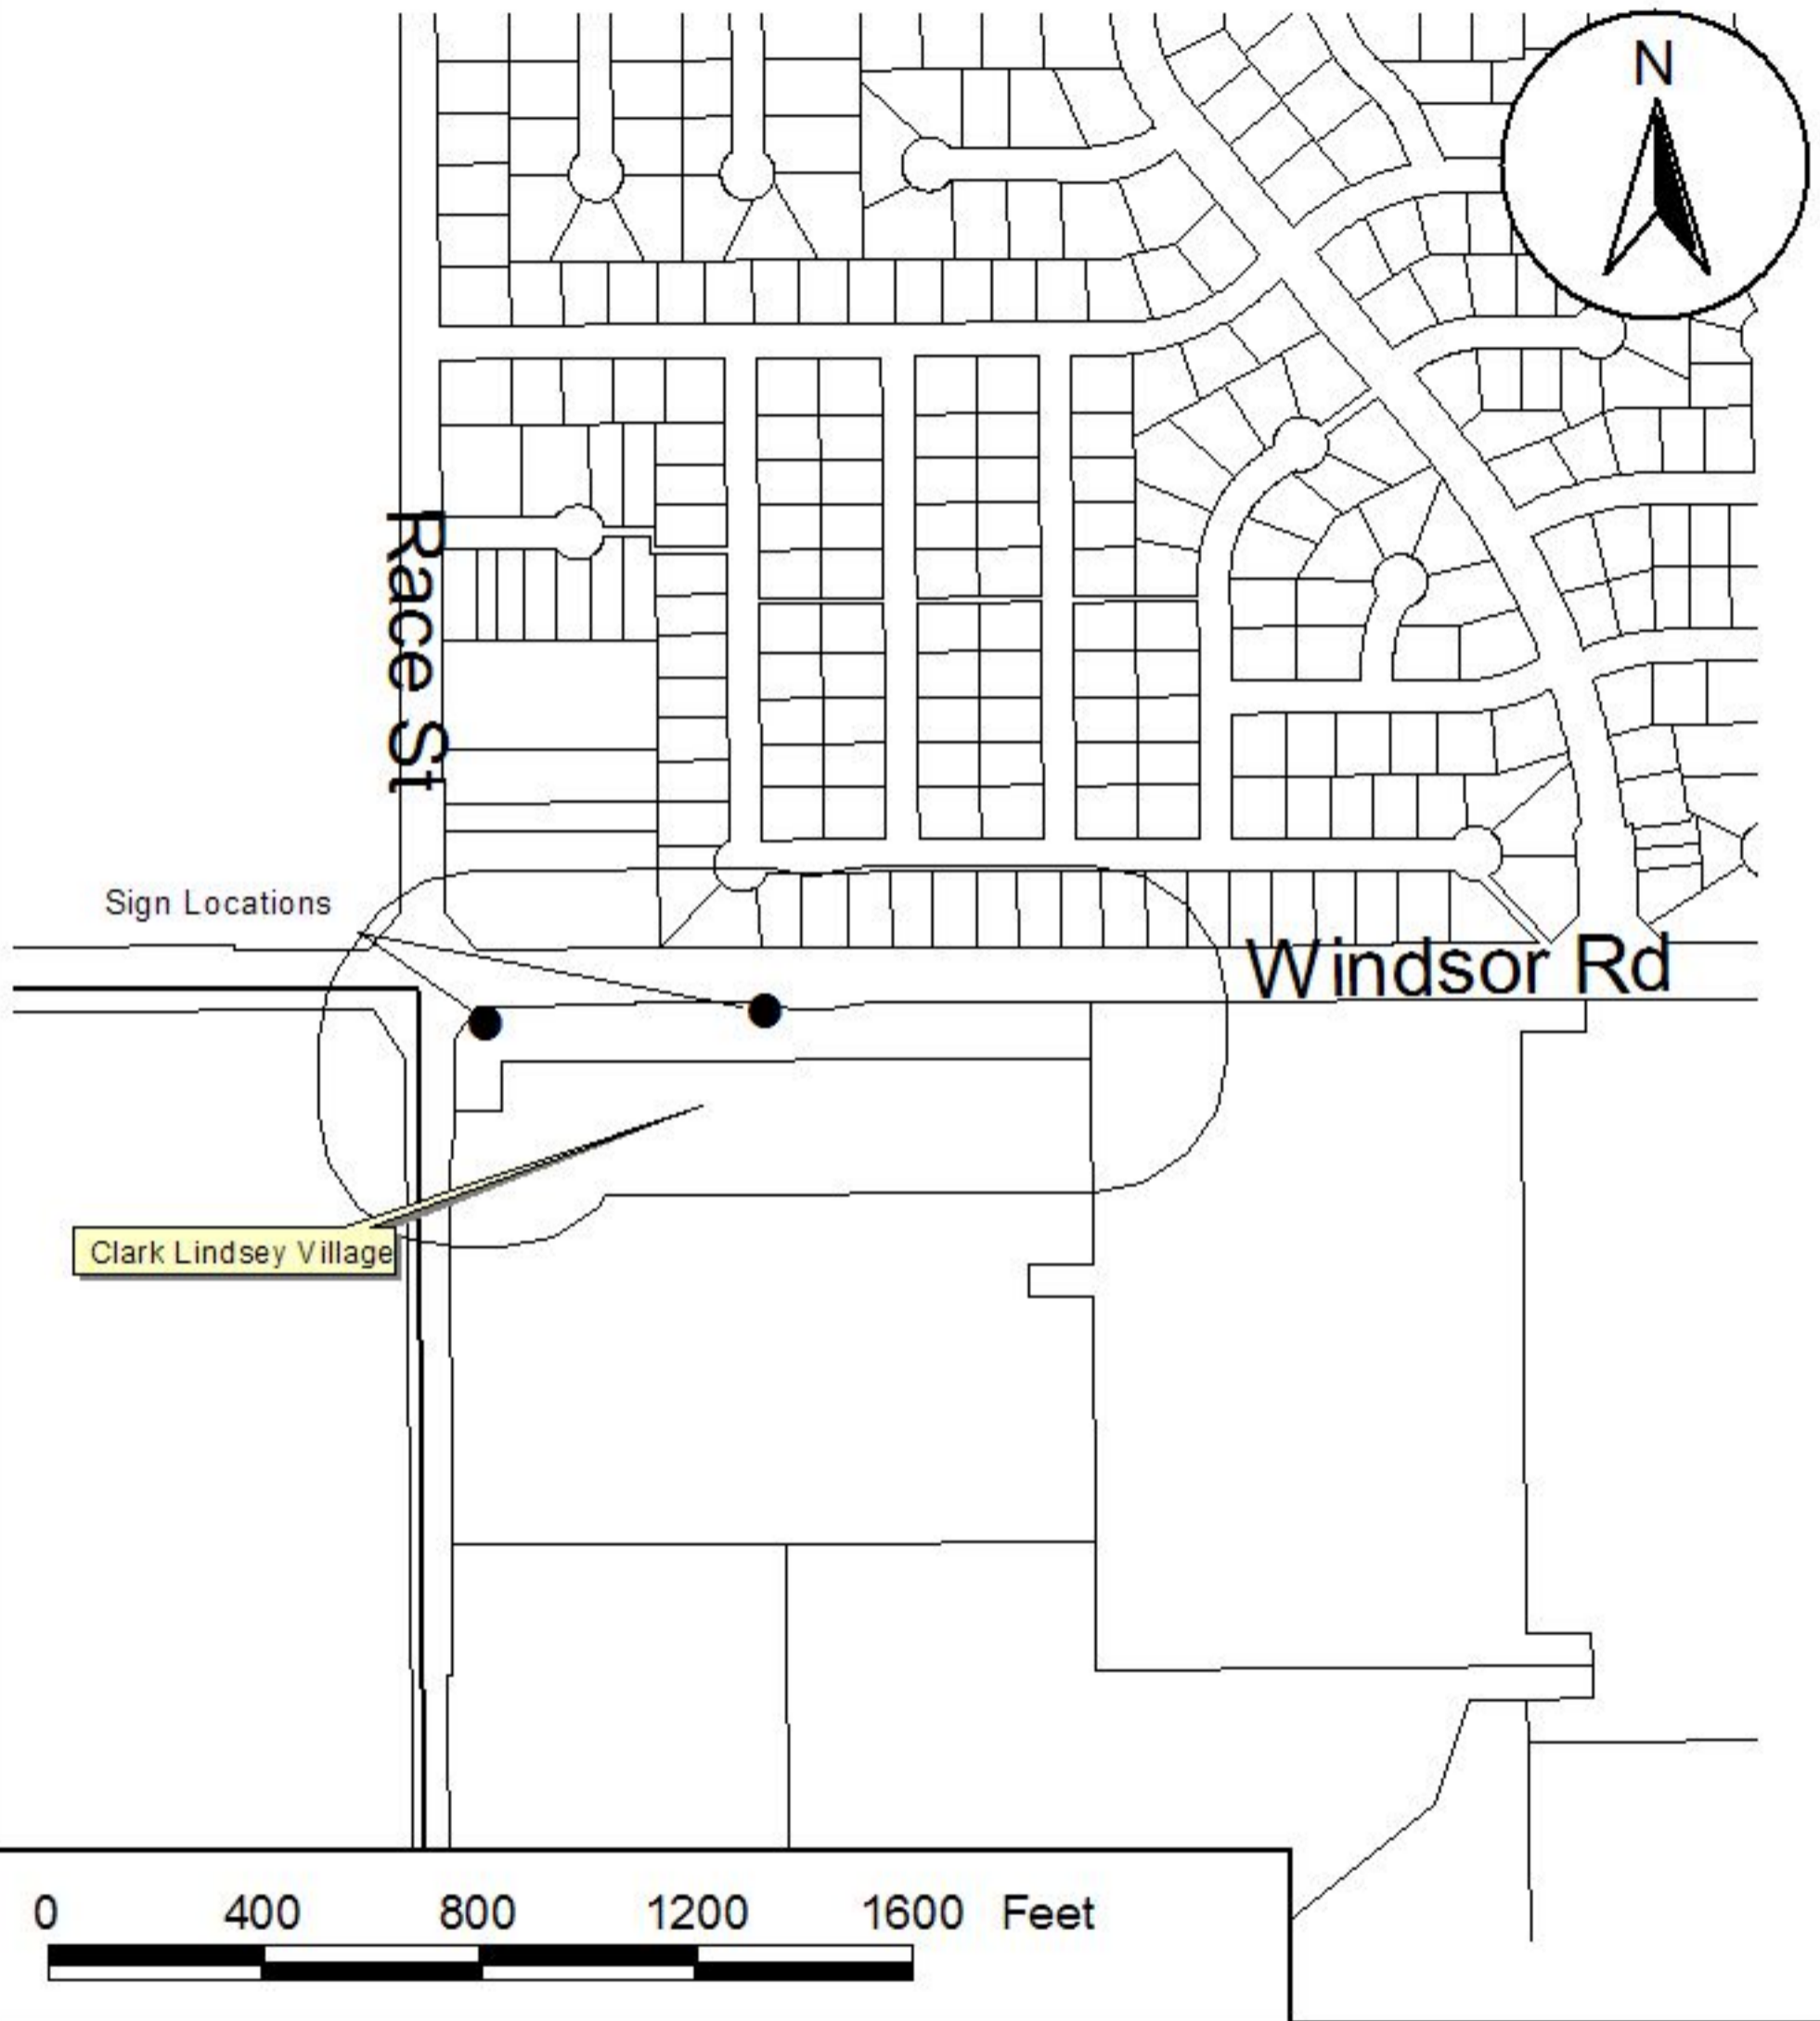 N
Race St
Sign Locations
Windsor Rd
Clark Lindsey Village
0 400 800 1200 1600 Feet